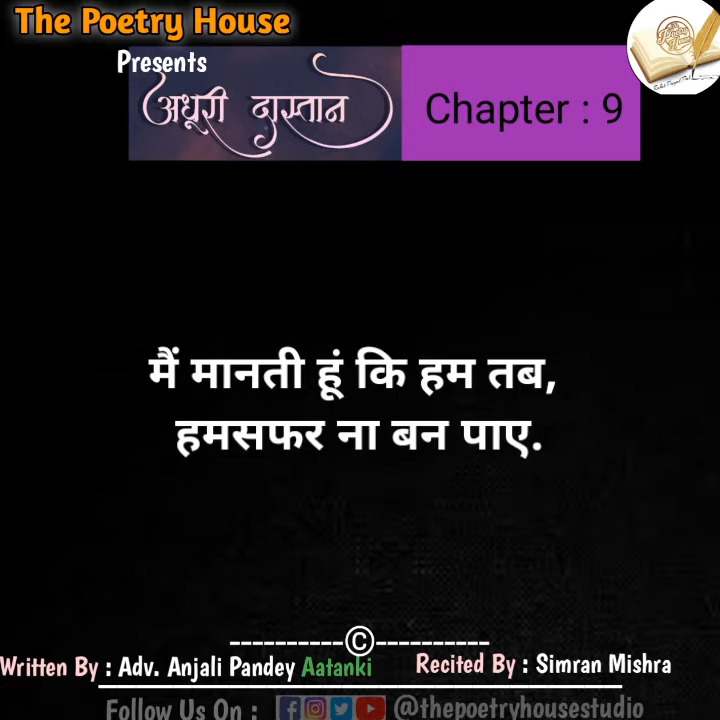 The Poetry House
Presents
अधूरी दास्तान
Chapter : 9
मैं मानती हूं कि हम तब,
हमसफर ना बन पाए.
----------©----------
Written By : Adv. Anjali Pandey Aatanki
Recited By : Simran Mishra
Follow Us On : @thepoetryhousestudio